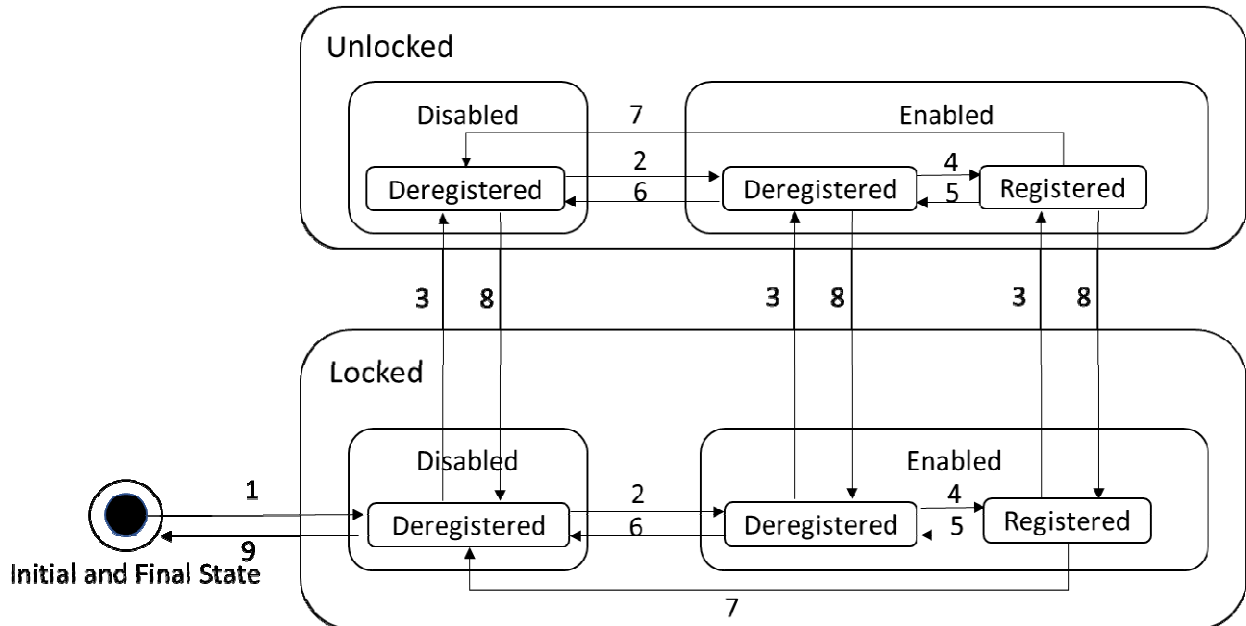 Unlocked
Disabled 7 Enabled
2 4
Deregistered Deregistered Registered
6 5
3 8 3 8 3 8
Locked
Disabled Enabled
1 2 4
Deregistered Deregistered Registered
6 5
9
Initial and Final State
7